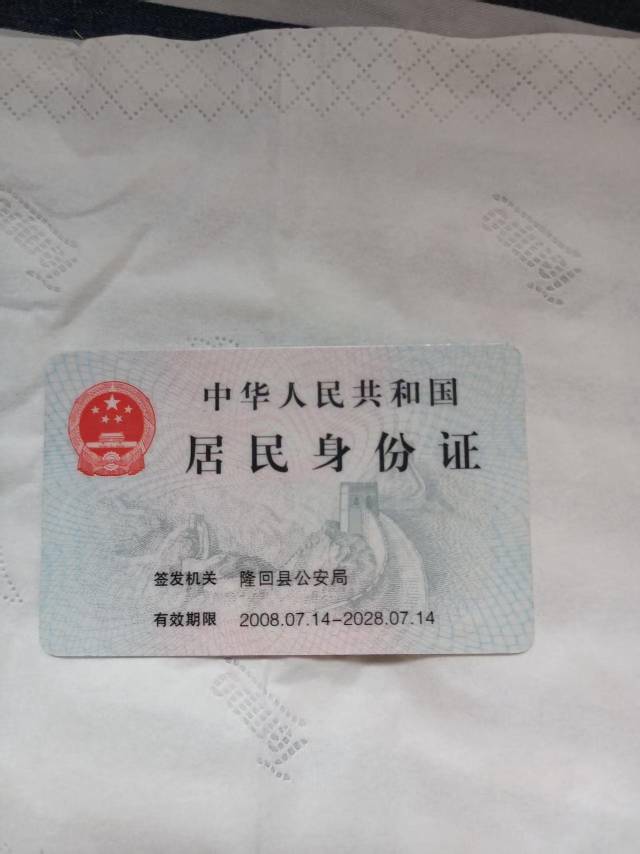 中华人民共和国
居民身份证
签发机关 隆回县公安局
有效期限 2008.07.14-2028.07.14